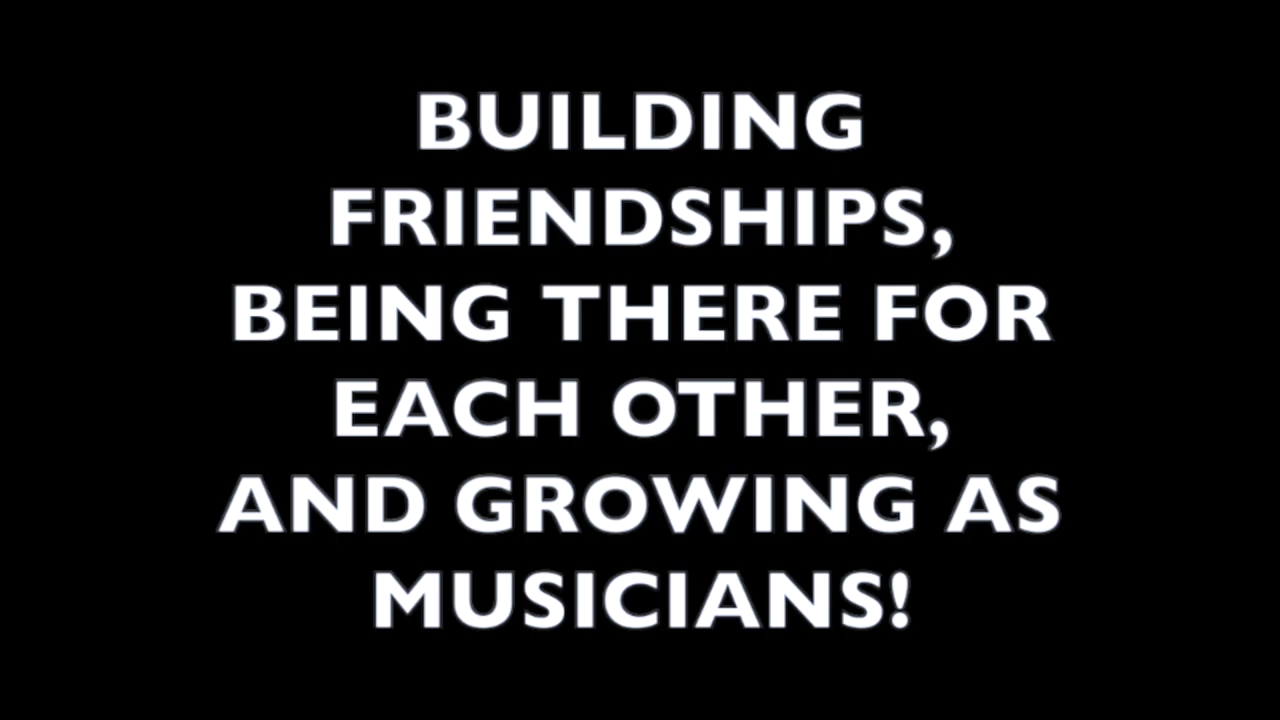 BUILDING
FRIENDSHIPS,
BEING THERE FOR
EACH OTHER,
AND GROWING AS
MUSICIANS!